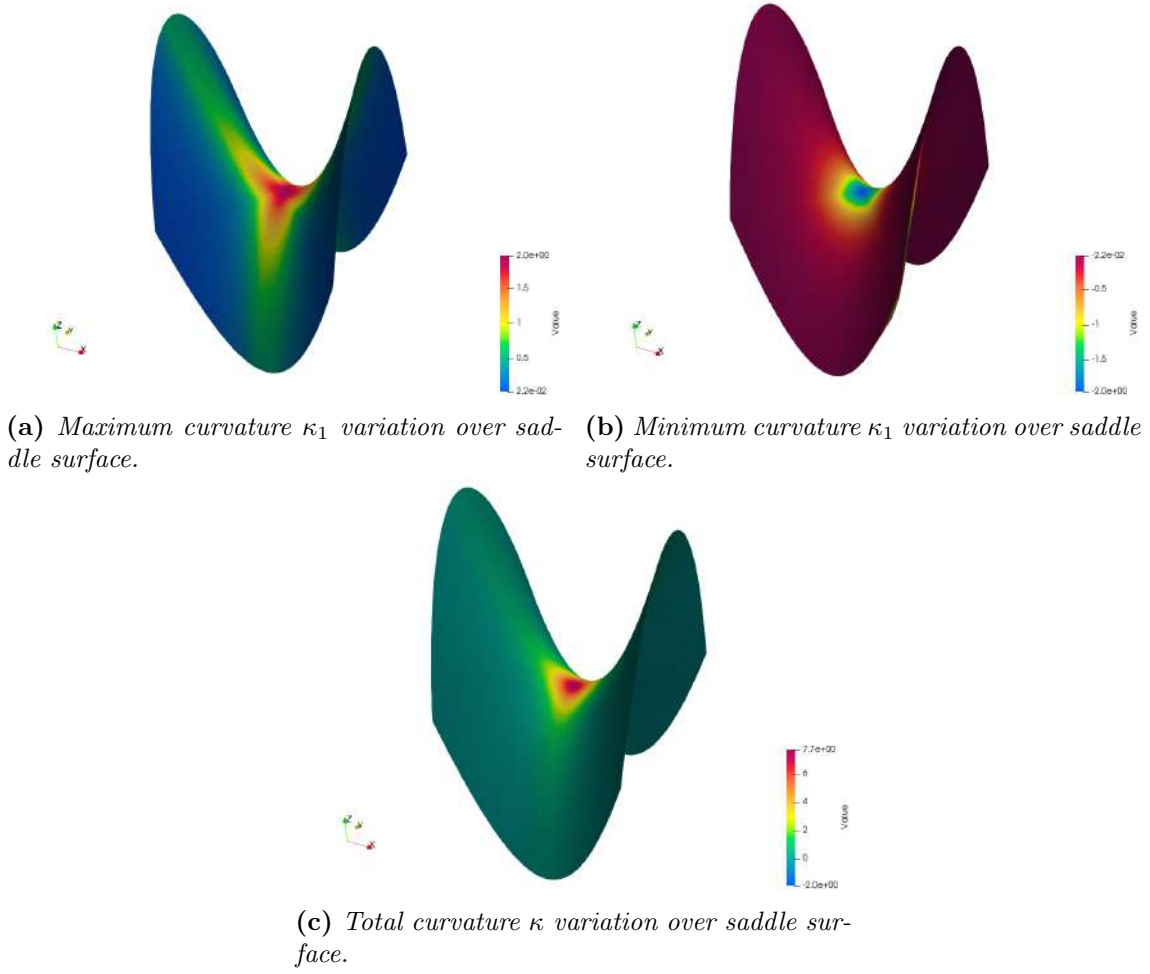 2.0e+00
1.5
1
0.5
2.2e-02
Value
Z
Y
X
-2.2e-02
-0.5
-1
-1.5
-2.0e+00
Value
Z
Y
X
(a) Maximum curvature κ₁ variation over sad-
dle surface.
(b) Minimum curvature κ₁ variation over saddle
surface.
7.7e+00
6
4
2
0
-2.0e+00
Value
Z
Y
X
(c) Total curvature κ variation over saddle sur-
face.